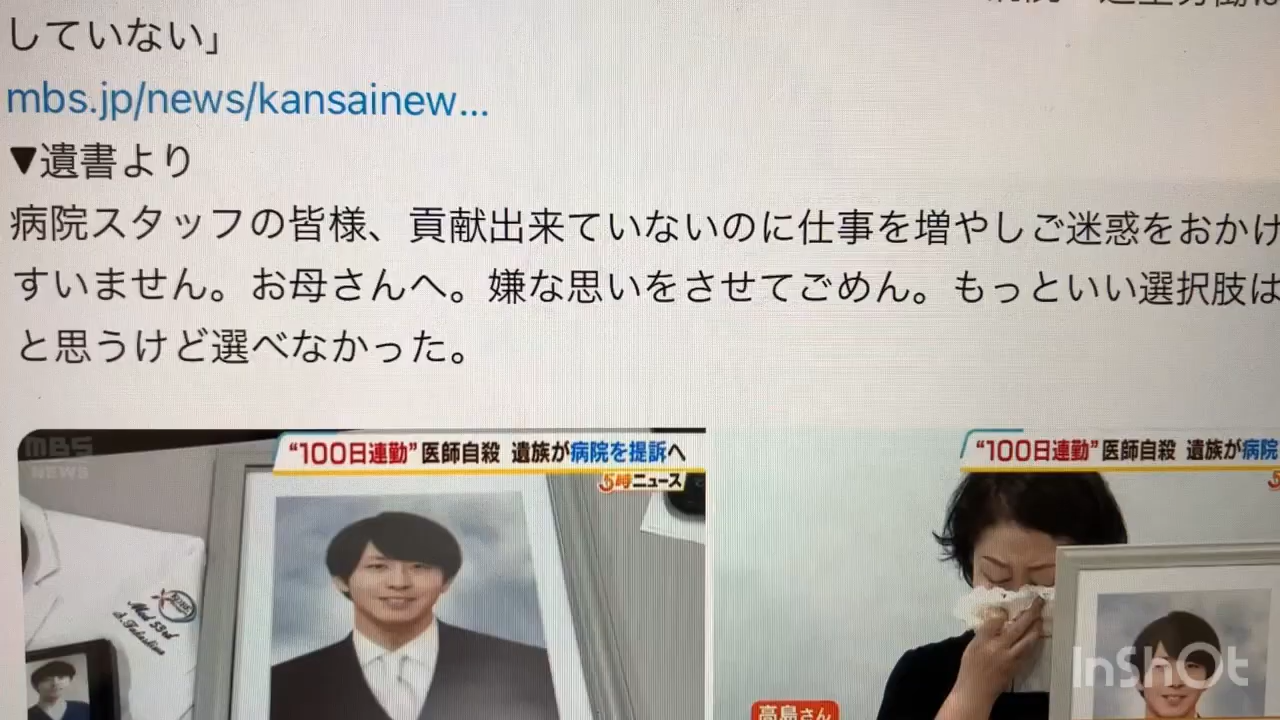 していない」
mbs.jp/news/kansainew...
▼遺書より
病院スタッフの皆様、貢献出来ていないのに仕事を増やしご迷惑をおかけ
すいません。お母さんへ。嫌な思いをさせてごめん。もっといい選択肢は
と思うけど選べなかった。
MBS
NEWS
“100日連勤”医師自殺 遺族が病院を提訴へ
5時ニュース
“100日連勤”医師自殺 遺族が病院
5
Med 53rd
高島さん
InShOt